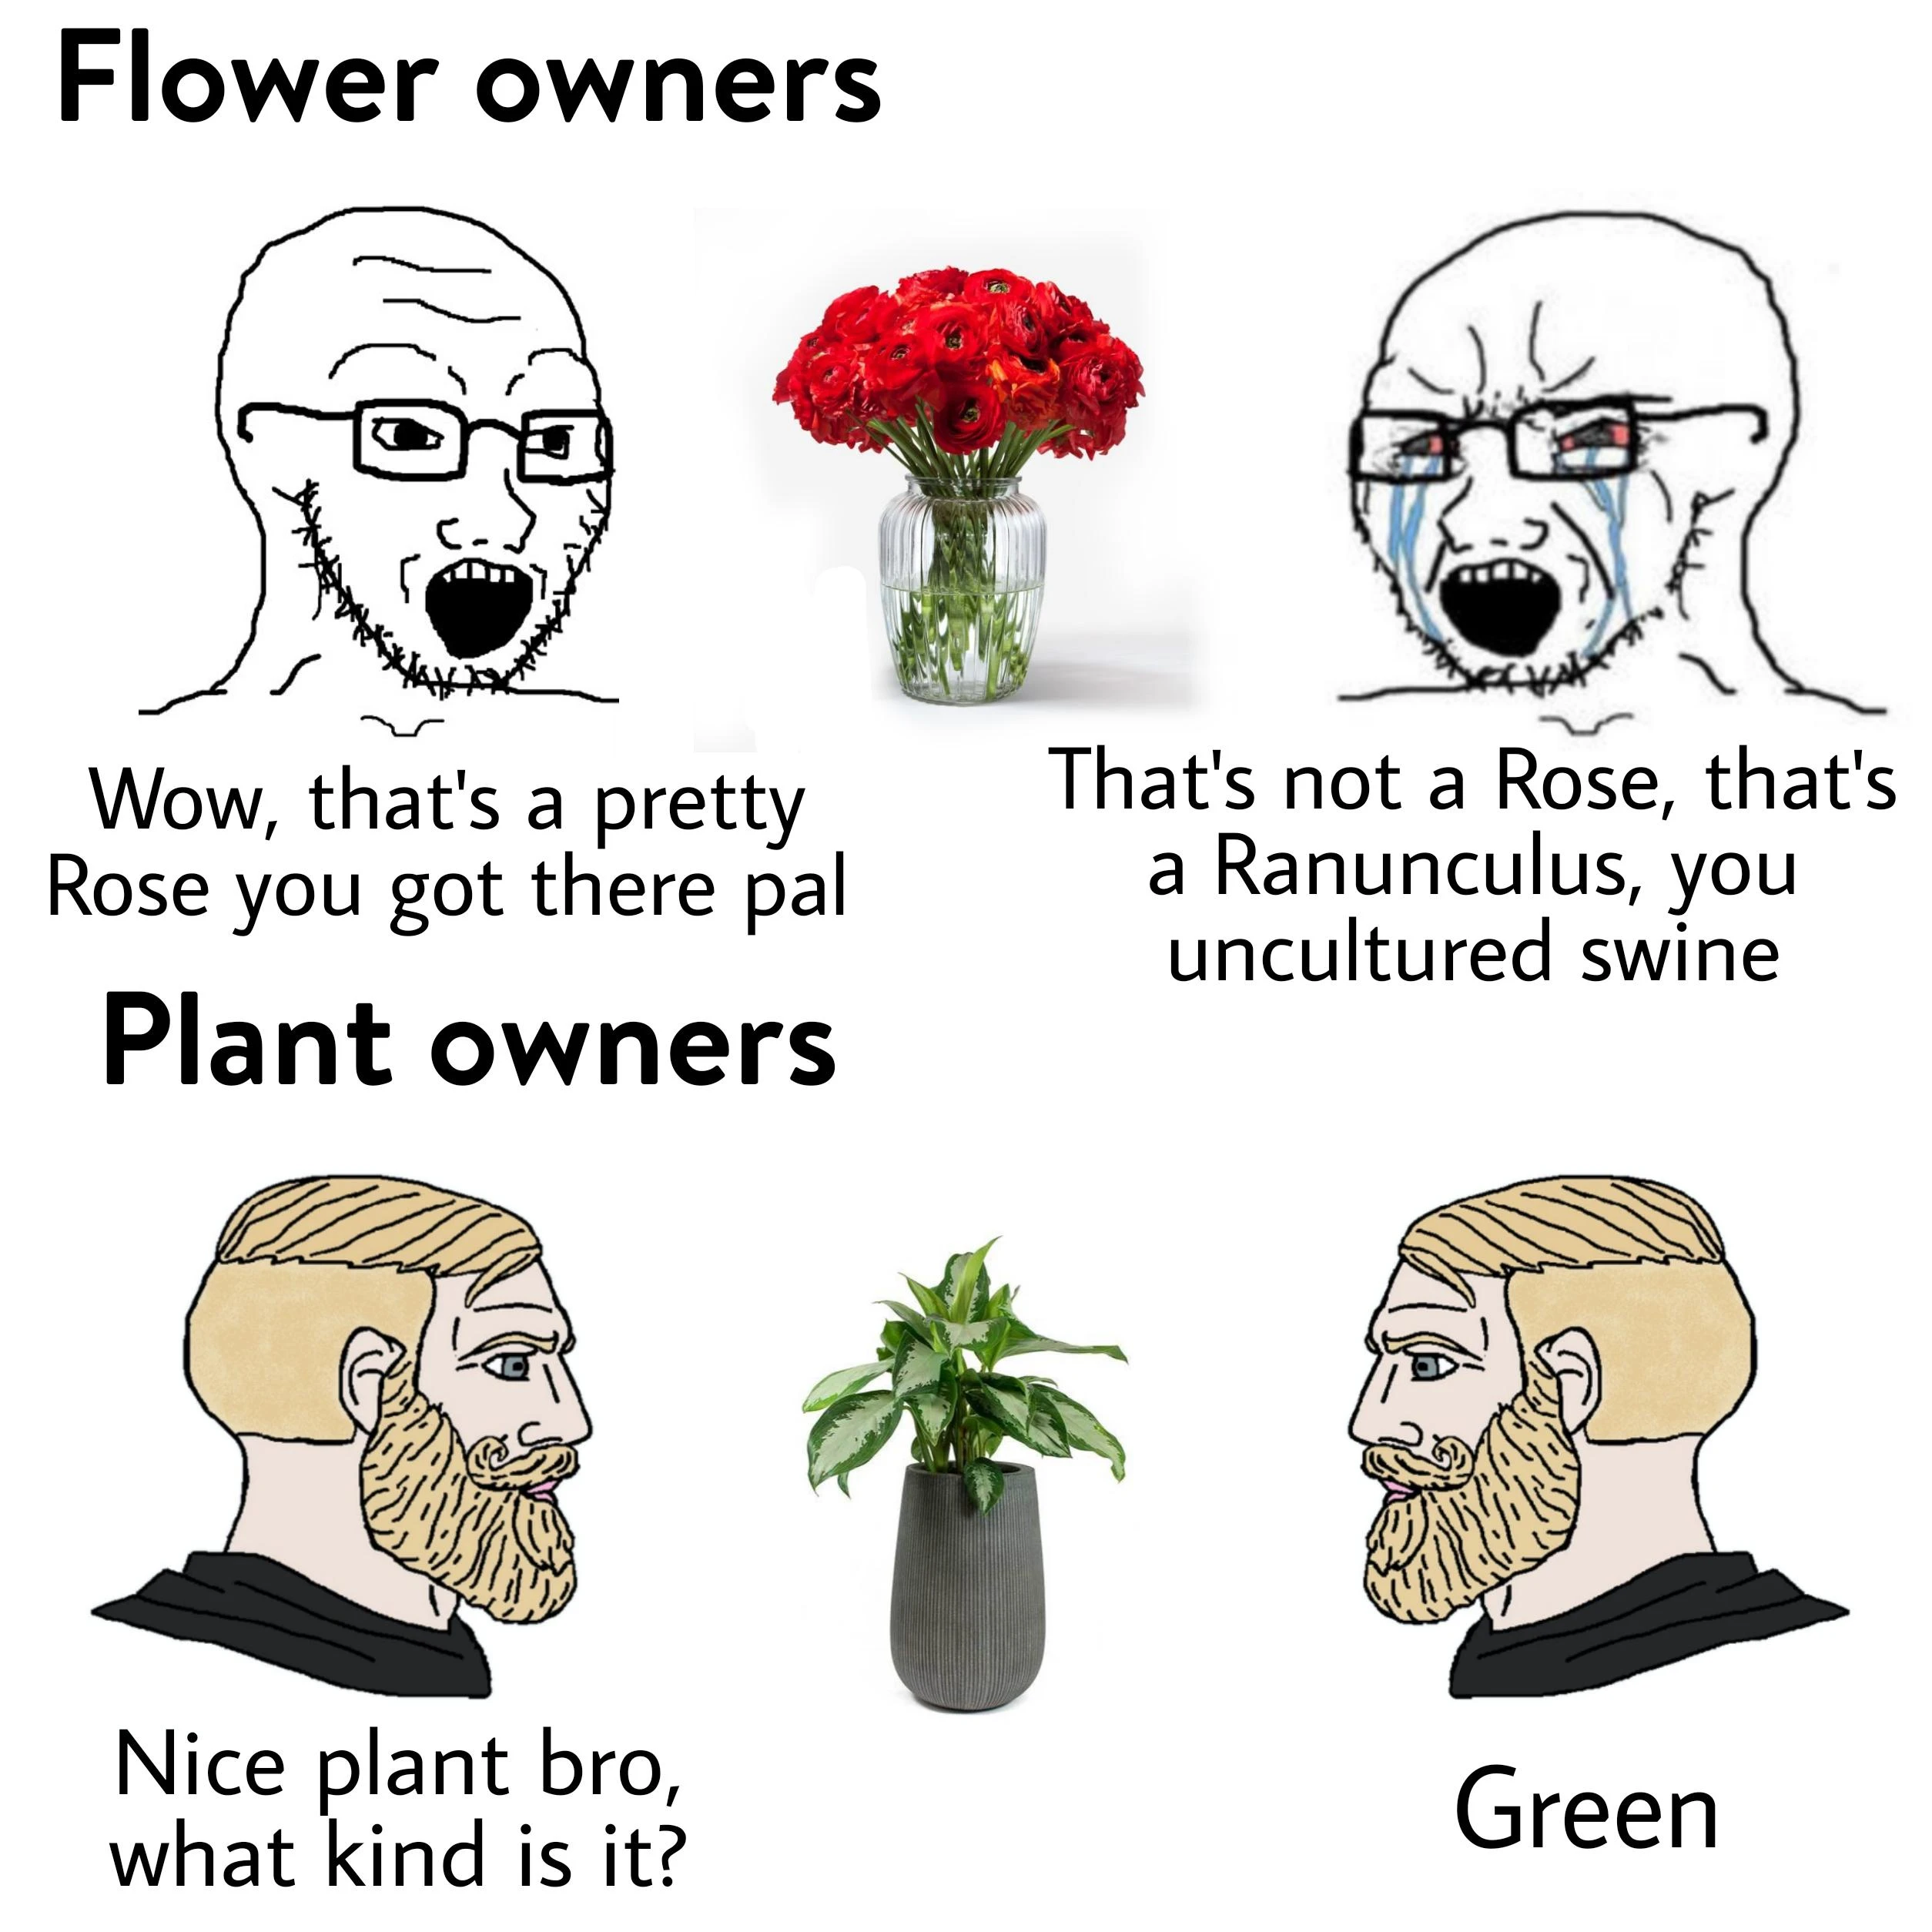 Flower owners
Wow, that's a pretty
Rose you got there pal
That's not a Rose, that's
a Ranunculus, you
uncultured swine
Plant owners
Nice plant bro,
what kind is it?
Green